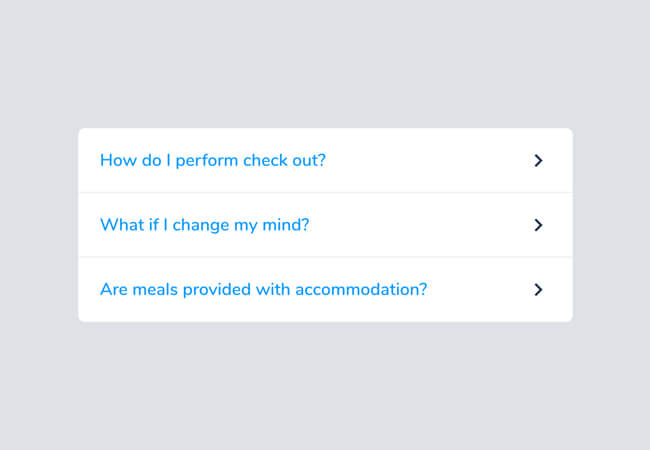 How do I perform check out?
What if I change my mind?
Are meals provided with accommodation?